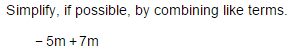 Simplify, if possible, by combining like terms.
– 5m + 7m